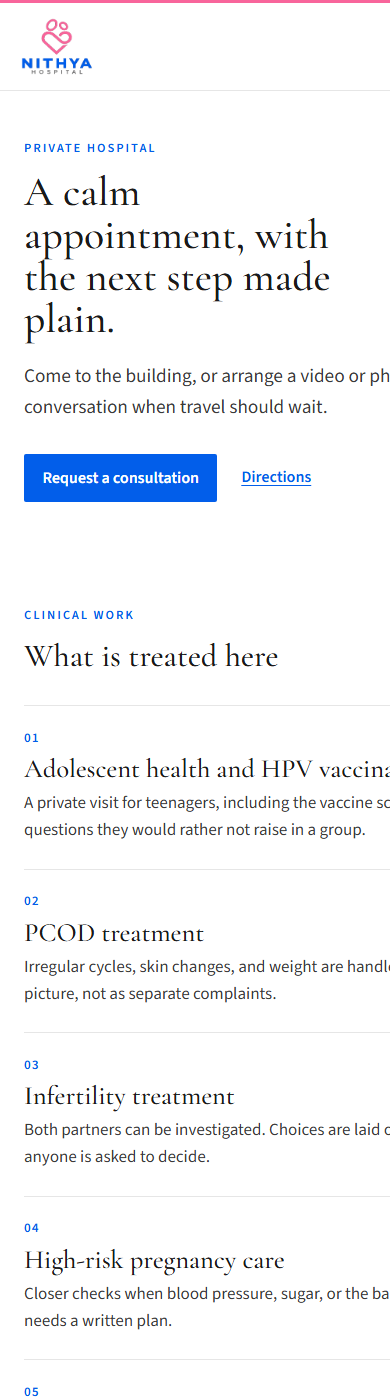 NITHYA
HOSPITAL
PRIVATE HOSPITAL
A calm
appointment, with
the next step made
plain.
Come to the building, or arrange a video or
conversation when travel should wait.
Request a consultation
Directions
CLINICAL WORK
What is treated here
01
Adolescent health and HPV
A private visit for teenagers, including the vaccine
questions they would rather not raise in a group.
02
PCOD treatment
Irregular cycles, skin changes, and weight are
picture, not as separate complaints.
03
Infertility treatment
Both partners can be investigated. Choices are laid
anyone is asked to decide.
04
High-risk pregnancy care
Closer checks when blood pressure, sugar, or the
needs a written plan.
05